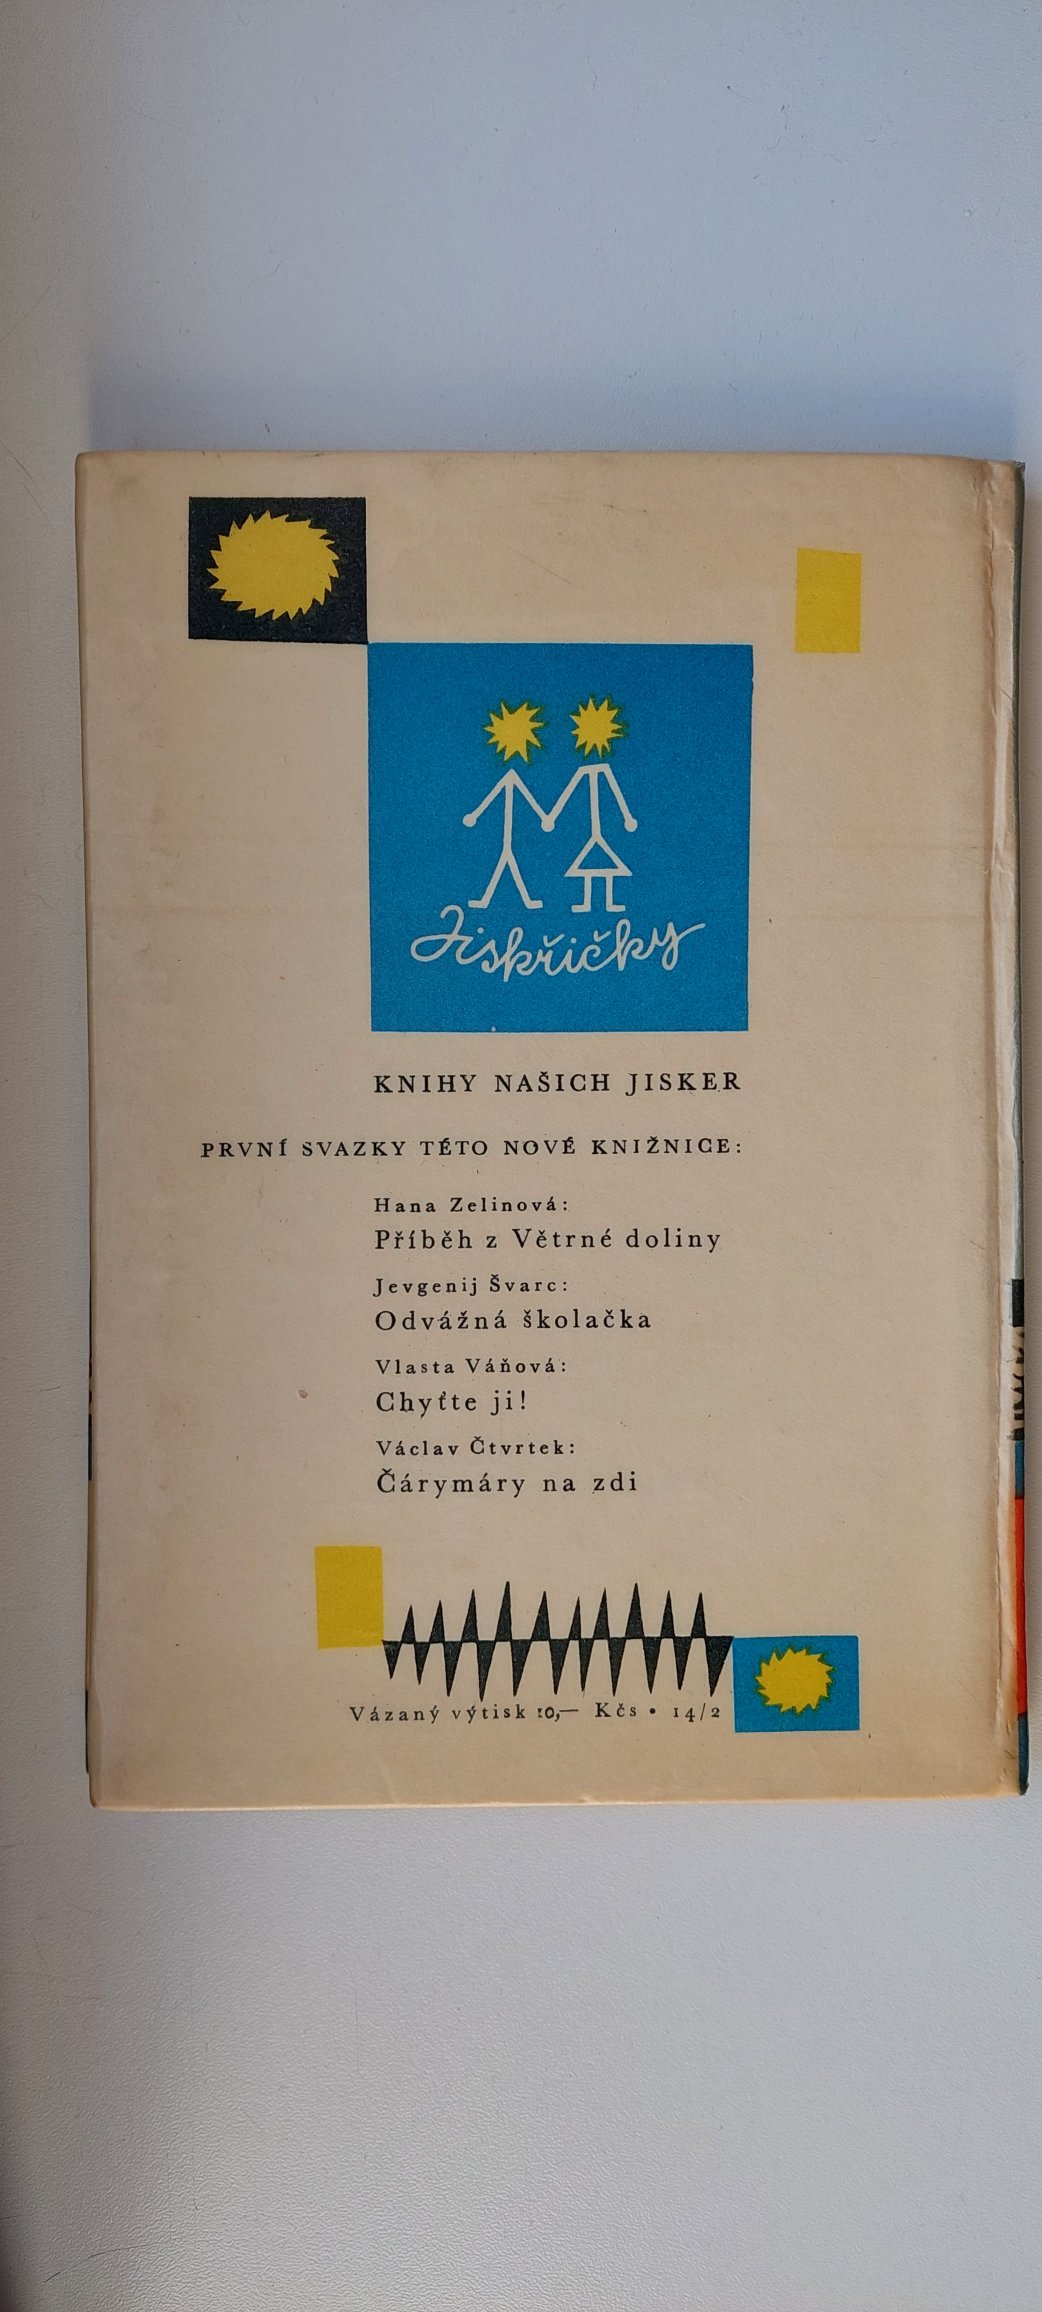 Jiskřičky
KNIHY NAŠICH JISKER
PRVNÍ SVAZKY TÉTO NOVÉ KNIŽNICE:
Hana Zelinová:
Příběh z Větrné doliny
Jevgenij Švarc:
Odvážná školačka
Vlasta Váňová:
Chyťte ji!
Václav Čtvrtek:
Čárymáry na zdi
Vázaný výtisk 10,— Kčs • 14/2